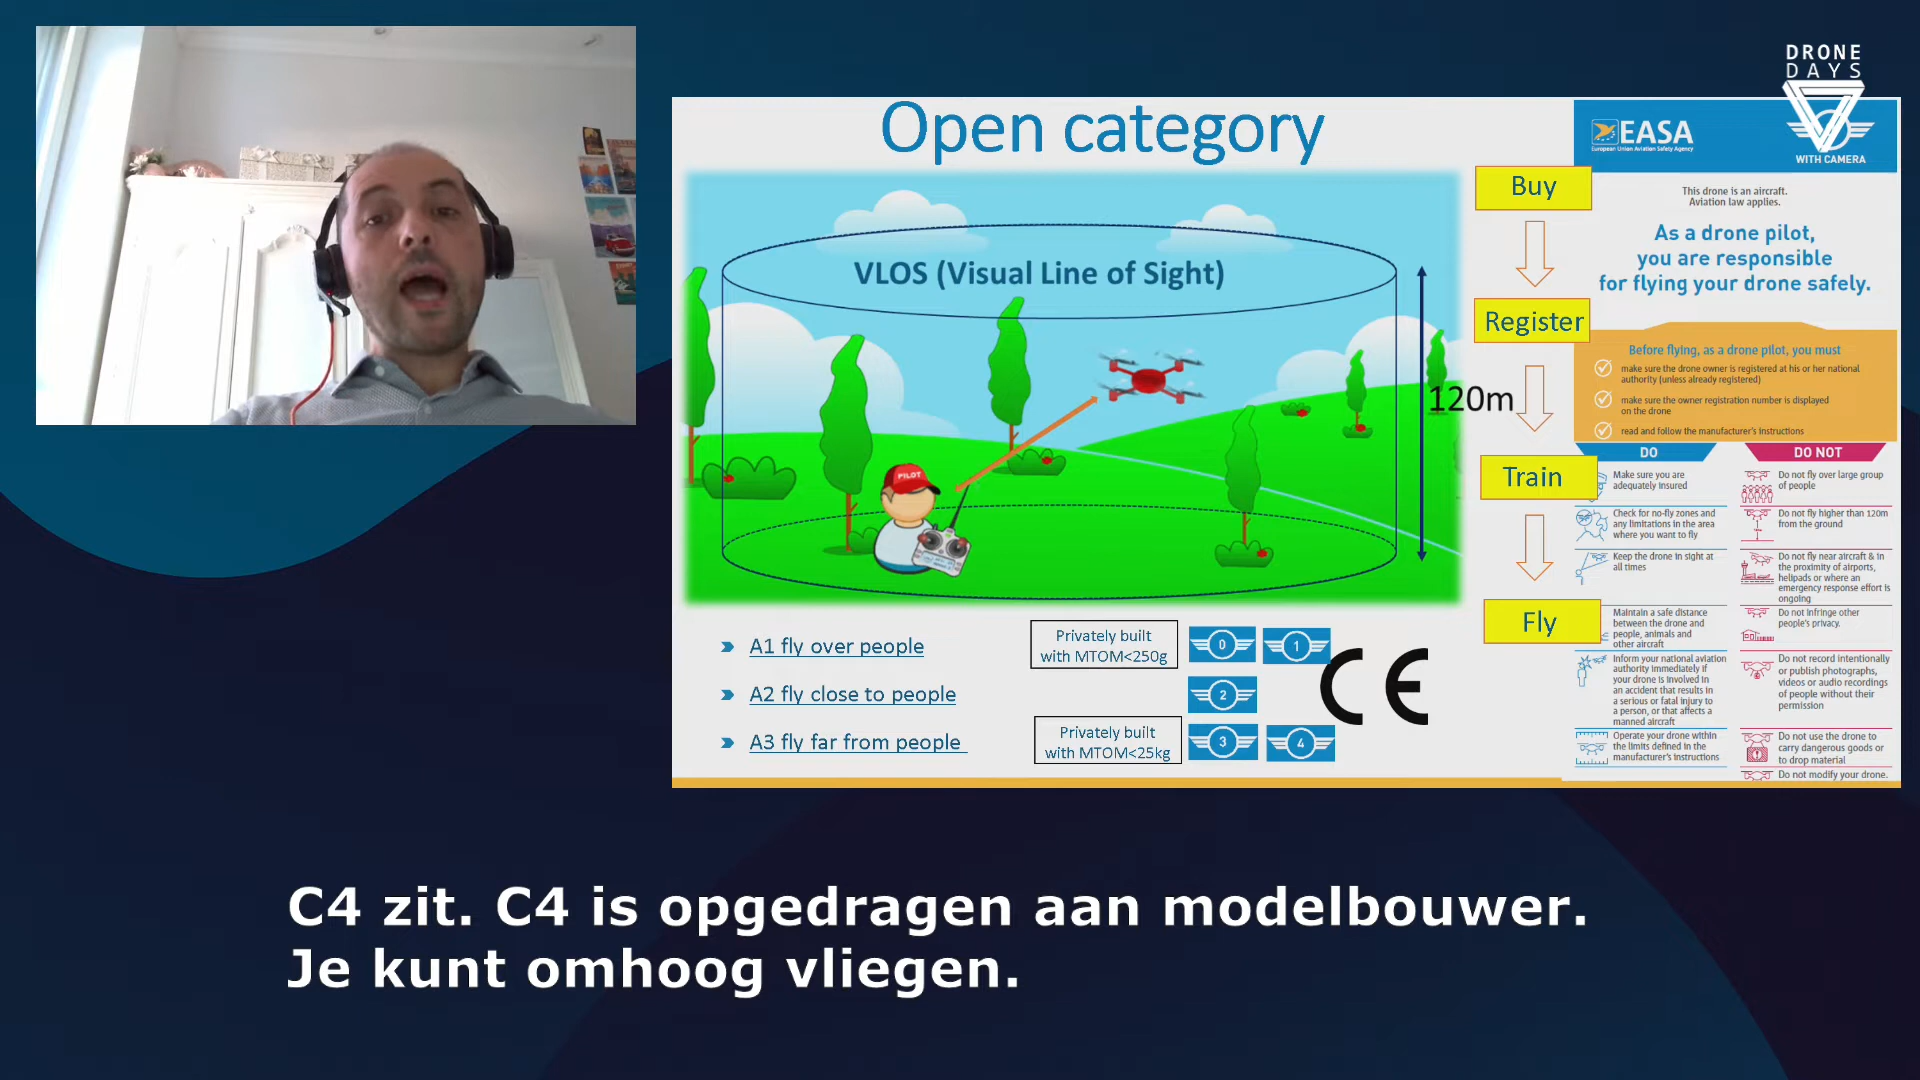 DRONE
DAYS
Open category
VLOS (Visual Line of Sight)
PILOT
120m
A1 fly over people
Privately built
with MTOM<250g
0
1
A2 fly close to people
2
A3 fly far from people
Privately built
with MTOM<25kg
3
4
CE
Buy
Register
Train
Fly
EASA
European Union Aviation Safety Agency
WITH CAMERA
This drone is an aircraft.
Aviation law applies.
As a drone pilot,
you are responsible
for flying your drone safely.
Before flying, as a drone pilot, you must
make sure the drone owner is registered at his or her national
authority (unless already registered)
make sure the owner registration number is displayed
on the drone
read and follow the manufacturer's instructions
DO
Make sure you are
adequately insured
Check for no-fly zones and
any limitations in the area
where you want to fly
Keep the drone in sight at
all times
Maintain a safe distance
between the drone and
people, animals and
other aircraft
Inform your national aviation
authority immediately if
your drone is involved in
an accident that results in
a serious or fatal injury to
a person, or that affects a
manned aircraft
Operate your drone within
the limits defined in the
manufacturer's instructions
DO NOT
Do not fly over large group
of people
Do not fly higher than 120m
from the ground
Do not fly near aircraft & in
the proximity of airports,
helipads or where an
emergency response effort is
ongoing
Do not infringe other
people's privacy.
Do not record intentionally
or publish photographs,
videos or audio recordings
of people without their
permission
Do not use the drone to
carry dangerous goods or
to drop material
Do not modify your drone.
C4 zit. C4 is opgedragen aan modelbouwer.
Je kunt omhoog vliegen.